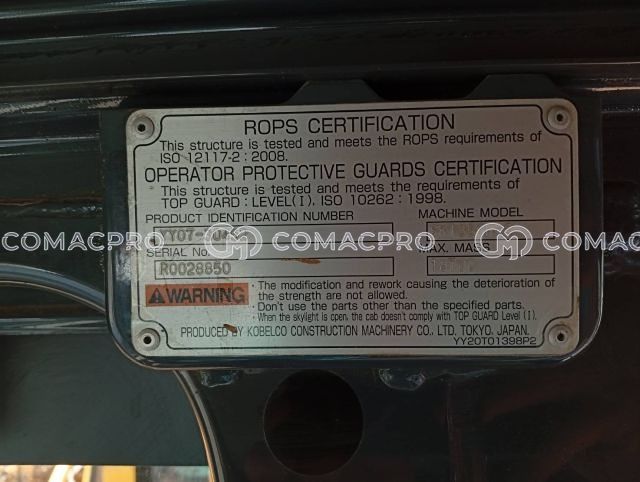 ROPS CERTIFICATION
This structure is tested and meets the ROPS requirements of
ISO 12117-2 : 2008.
OPERATOR PROTECTIVE GUARDS CERTIFICATION
This structure is tested and meets the requirements of
TOP GUARD : LEVEL(I), ISO 10262 : 1998.
PRODUCT IDENTIFICATION NUMBER
MACHINE MODEL
COMACPRO COMACPRO COMACPRO
SERIAL No.
MAX. MASS
R0028850
WARNING
・The modification and rework causing the deterioration of
the strength are not allowed.
・Don't use the parts other than the specified parts.
・When the skylight is open, the cab doesn't comply with TOP GUARD Level (I).
PRODUCED BY KOBELCO CONSTRUCTION MACHINERY CO., LTD. TOKYO, JAPAN.
YY20T01398P2